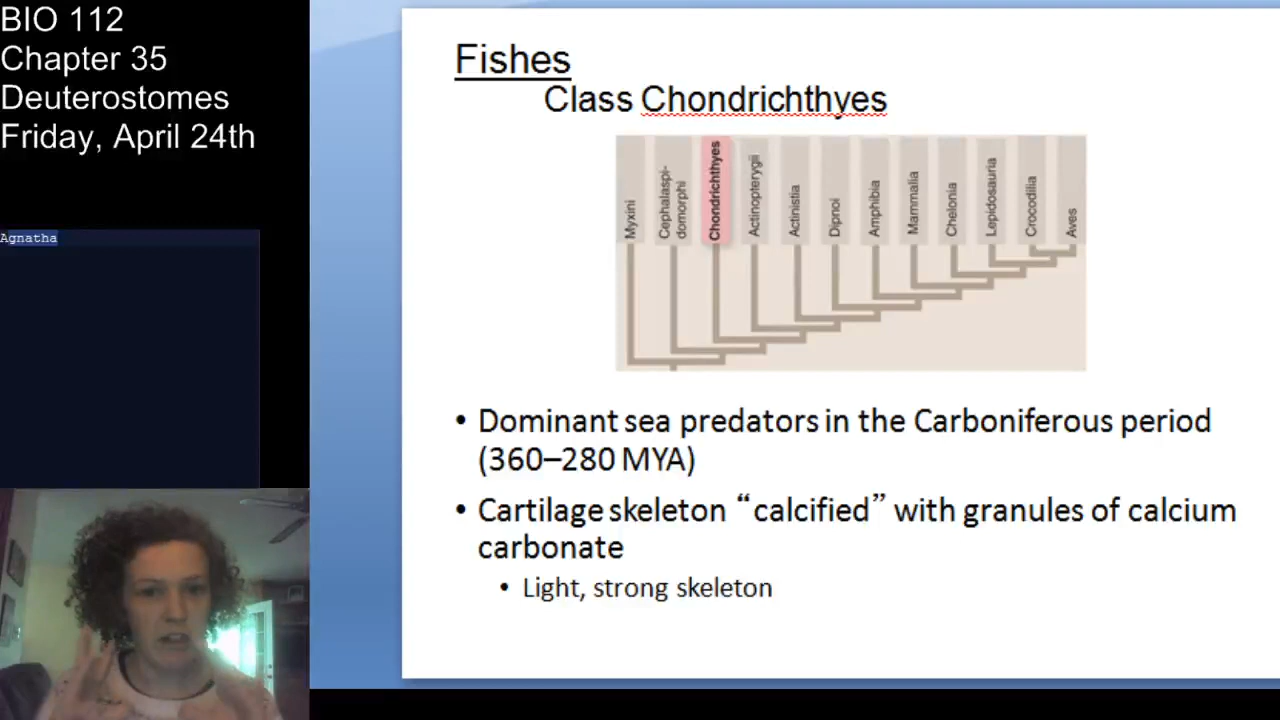 BIO 112
Chapter 35
Deuterostomes
Friday, April 24th
Agnatha
Fishes
Class Chondrichthyes
Myxini
Cephalaspi-
domorphi
Chondrichthyes
Actinopterygii
Actinistia
Dipnoi
Amphibia
Mammalia
Chelonia
Lepidosauria
Crocodilia
Aves
• Dominant sea predators in the Carboniferous period
(360–280 MYA)
• Cartilage skeleton “calcified” with granules of calcium
carbonate
• Light, strong skeleton